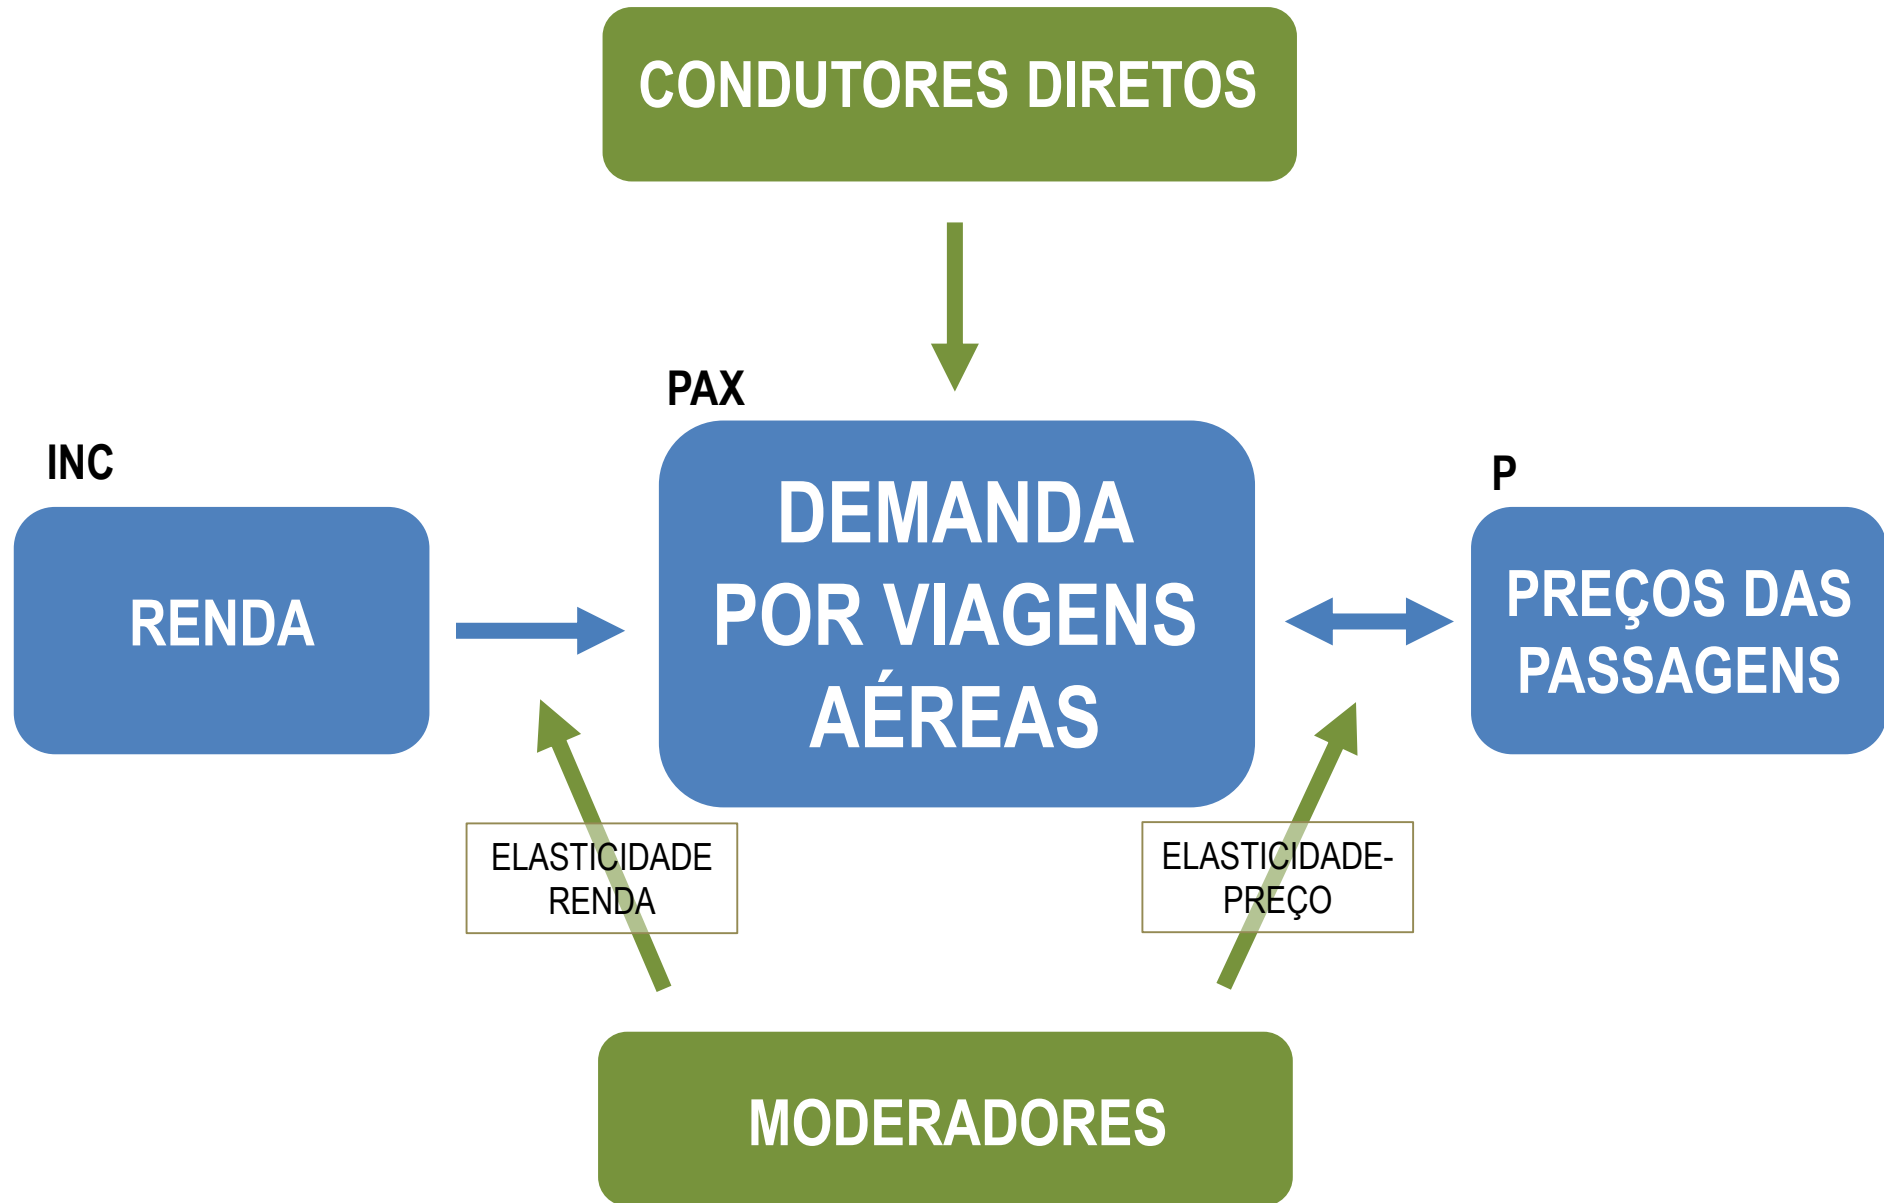 CONDUTORES DIRETOS
PAX
INC
P
RENDA
DEMANDA
POR VIAGENS
AÉREAS
PREÇOS DAS
PASSAGENS
ELASTICIDADE
RENDA
ELASTICIDADE-
PREÇO
MODERADORES